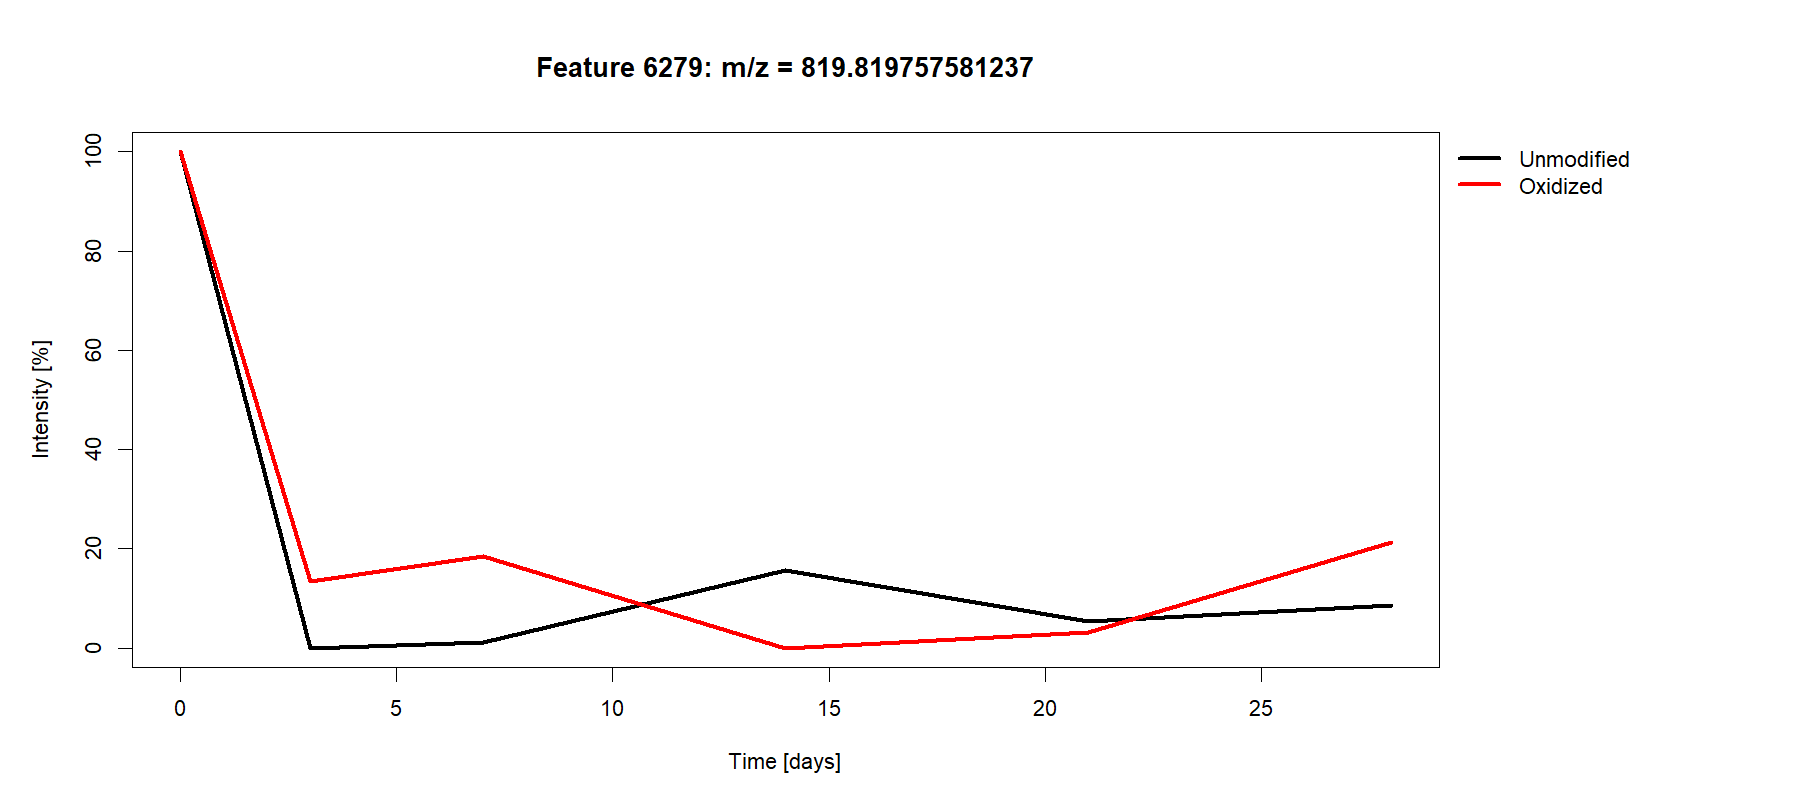 Feature 6279: m/z = 819.819757581237
Unmodified
Oxidized
Intensity [%]
100
80
60
40
20
0
0 5 10 15 20 25
Time [days]